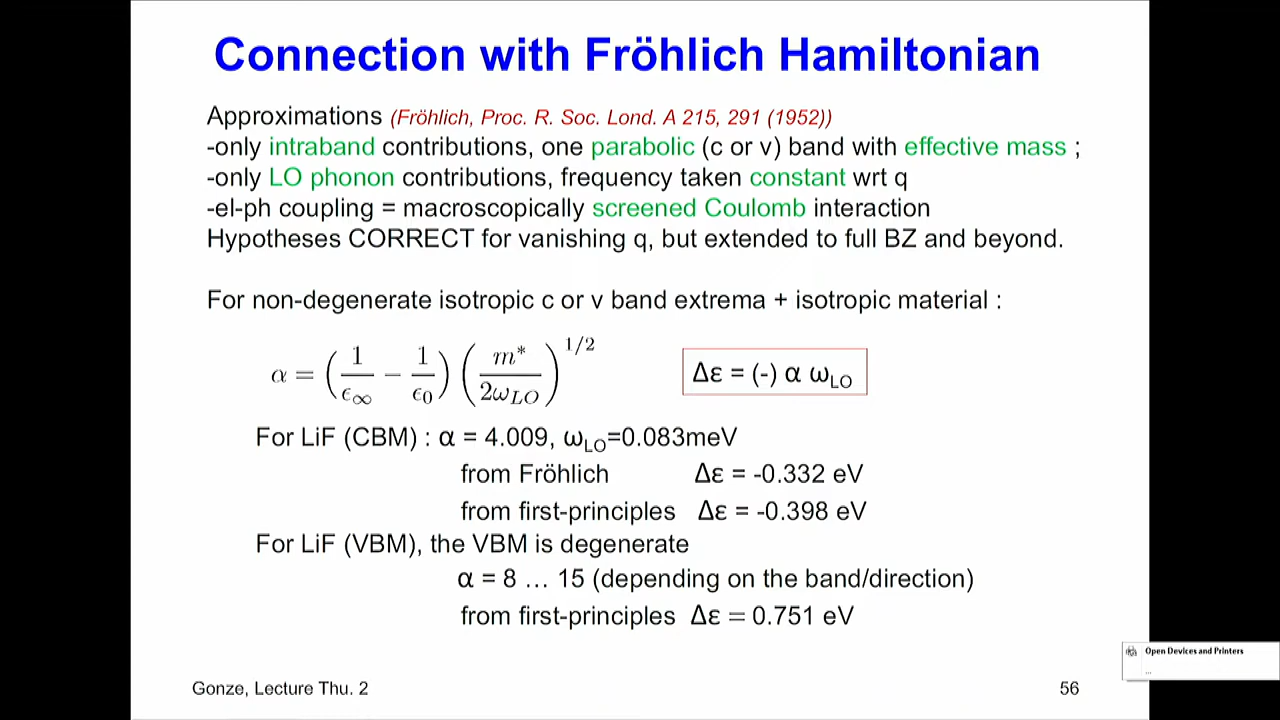 Connection with Fröhlich Hamiltonian
Approximations (Fröhlich, Proc. R. Soc. Lond. A 215, 291 (1952))
-only intraband contributions, one parabolic (c or v) band with effective mass ;
-only LO phonon contributions, frequency taken constant wrt q
-el-ph coupling = macroscopically screened Coulomb interaction
Hypotheses CORRECT for vanishing q, but extended to full BZ and beyond.
For non-degenerate isotropic c or v band extrema + isotropic material :
α = (1/ϵ∞ − 1/ϵ0) (m*/2ωLO)^1/2
Δε = (-) α ωLO
For LiF (CBM) : α = 4.009, ωLO=0.083meV
from Fröhlich Δε = -0.332 eV
from first-principles Δε = -0.398 eV
For LiF (VBM), the VBM is degenerate
α = 8 … 15 (depending on the band/direction)
from first-principles Δε = 0.751 eV
Open Devices and Printers
...
Gonze, Lecture Thu. 2
56